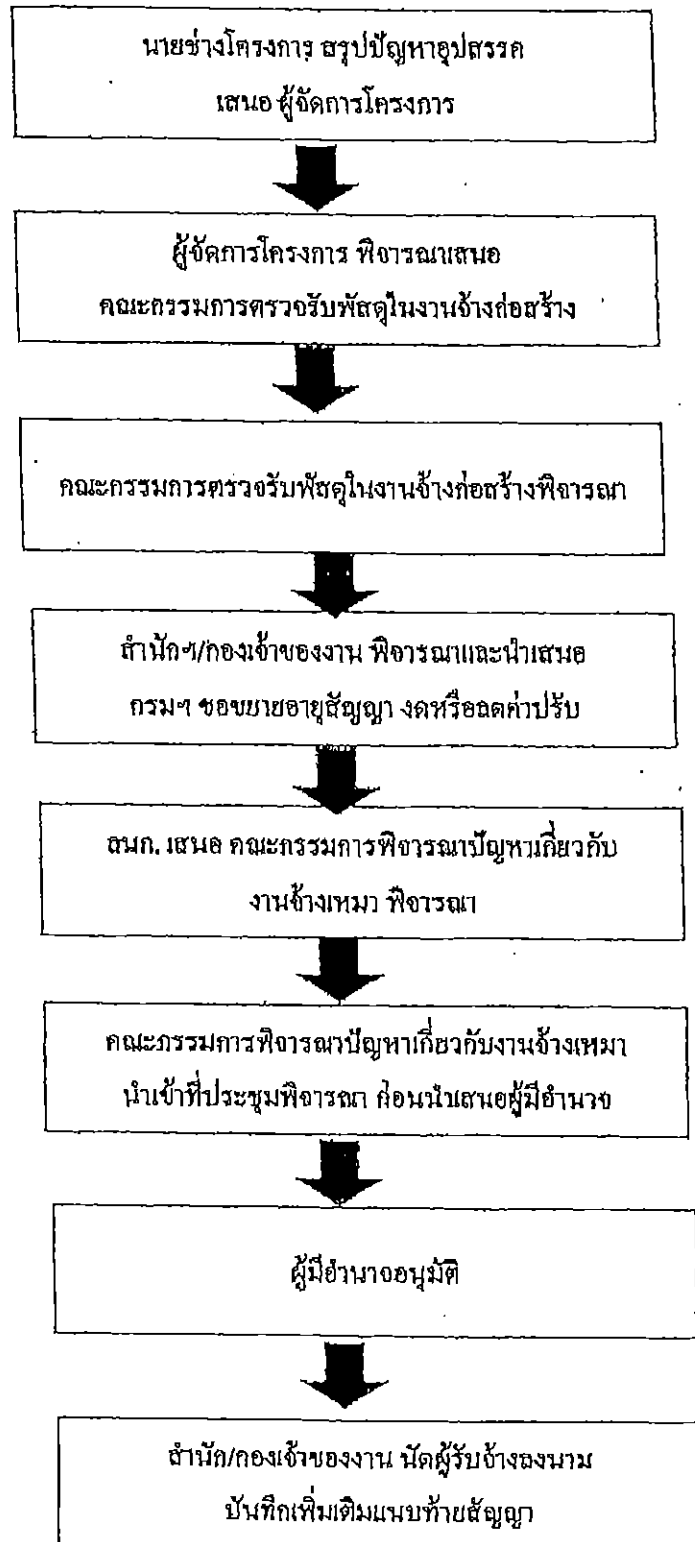 นายช่างโครงการ สรุปปัญหาอุปสรรค
เสนอ ผู้จัดการโครงการ
ผู้จัดการโครงการ พิจารณาเสนอ
คณะกรรมการตรวจรับพัสดุในงานจ้างก่อสร้าง
คณะกรรมการตรวจรับพัสดุในงานจ้างก่อสร้างพิจารณา
สำนักฯ/กองเจ้าของงาน พิจารณาและนำเสนอ
กรมฯ ขอขยายอายุสัญญา งดหรือลดค่าปรับ
สนก. เสนอ คณะกรรมการพิจารณาปัญหาเกี่ยวกับ
งานจ้างเหมา พิจารณา
คณะกรรมการพิจารณาปัญหาเกี่ยวกับงานจ้างเหมา
นำเข้าที่ประชุมพิจารณา ก่อนนำเสนอผู้มีอำนาจ
ผู้มีอำนาจอนุมัติ
สำนัก/กองเจ้าของงาน นัดผู้รับจ้างลงนาม
บันทึกเพิ่มเติมแนบท้ายสัญญา